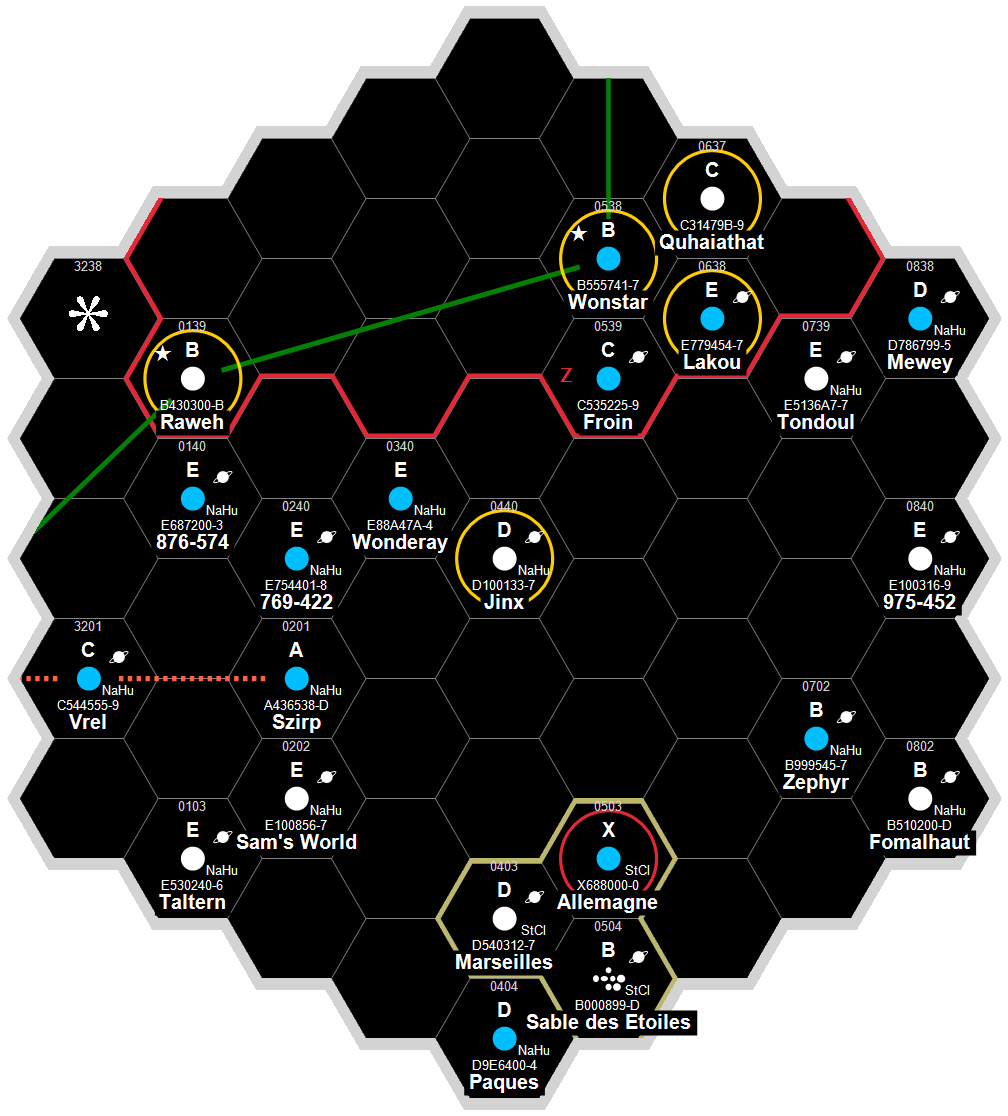 0637
C
C31479B-9
Quhaiathat
0538
B
B555741-7
Wonstar
3238
*
0638
E
E779454-7
Lakou
0838
D
NaHu
D786799-5
Mewey
0139
B
B430300-B
Raweh
0539
C
Z
C535225-9
Froin
0739
E
NaHu
E5136A7-7
Tondoul
0140
E
NaHu
E687200-3
876-574
0340
E
NaHu
E88A47A-4
Wonderay
0240
E
NaHu
E754401-8
769-422
0440
D
NaHu
D100133-7
Jinx
0840
E
NaHu
E100316-9
975-452
3201
C
NaHu
C544555-9
Vrel
0201
A
NaHu
A436538-D
Szirp
0702
B
NaHu
B999545-7
Zephyr
0202
E
NaHu
E100856-7
Sam's World
0802
B
NaHu
B510200-D
Fomalhaut
0103
E
NaHu
E530240-6
Taltern
0503
X
StCl
X688000-0
Allemagne
0403
D
StCl
D540312-7
Marseilles
0504
B
StCl
B000899-D
Sable des Etoiles
0404
D
NaHu
D9E6400-4
Paques